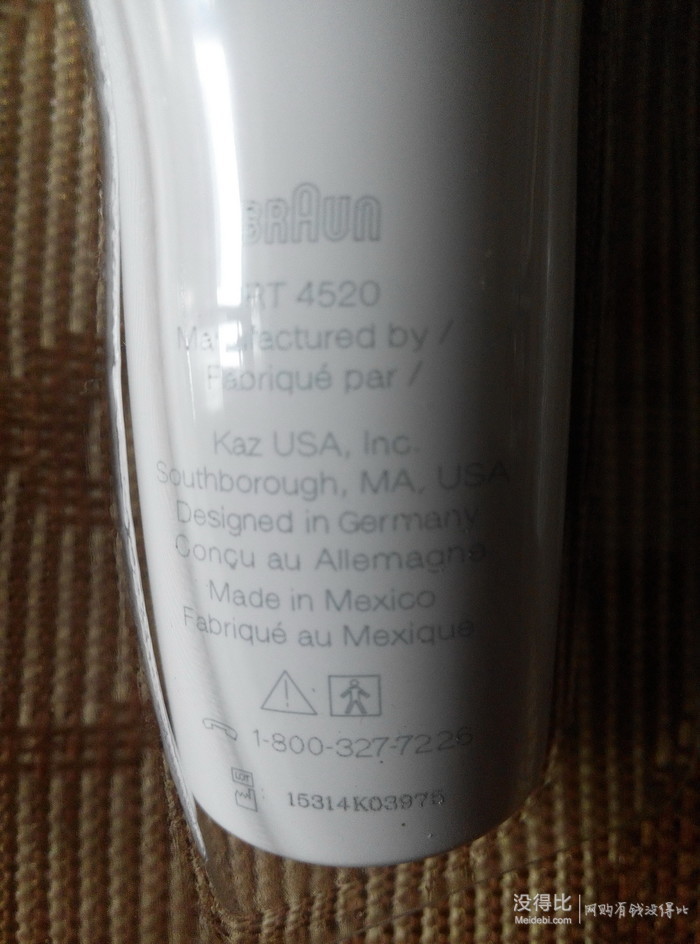 BRAUN
IRT 4520
Manufactured by /
Fabriqué par /
Kaz USA, Inc.
Southborough, MA, USA
Designed in Germany
Conçu au Allemagne
Made in Mexico
Fabriqué au Mexique
1-800-327-7226
LOT
15314K03975
没得比
Meidebi.com
网购有钱没得比